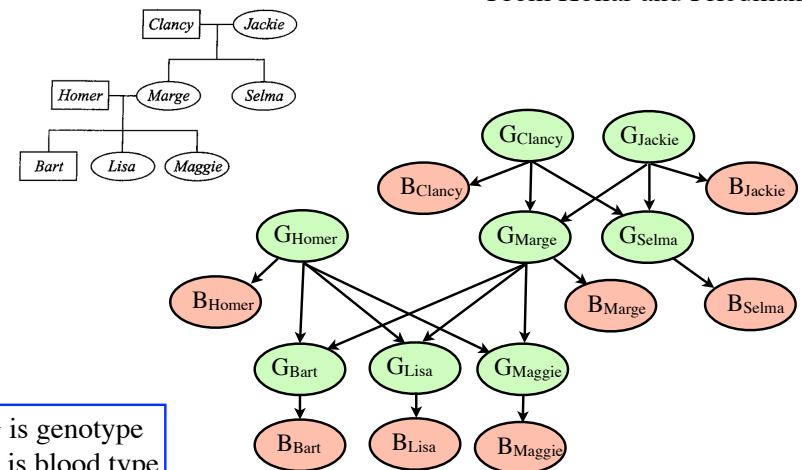 Clancy Jackie
Homer Marge Selma
Bart Lisa Maggie
GClancy GJackie
BClancy BJackie
GHomer GMarge GSelma
BHomer BMarge BSelma
GBart GLisa GMaggie
is genotype
is blood type
BBart BLisa BMaggie